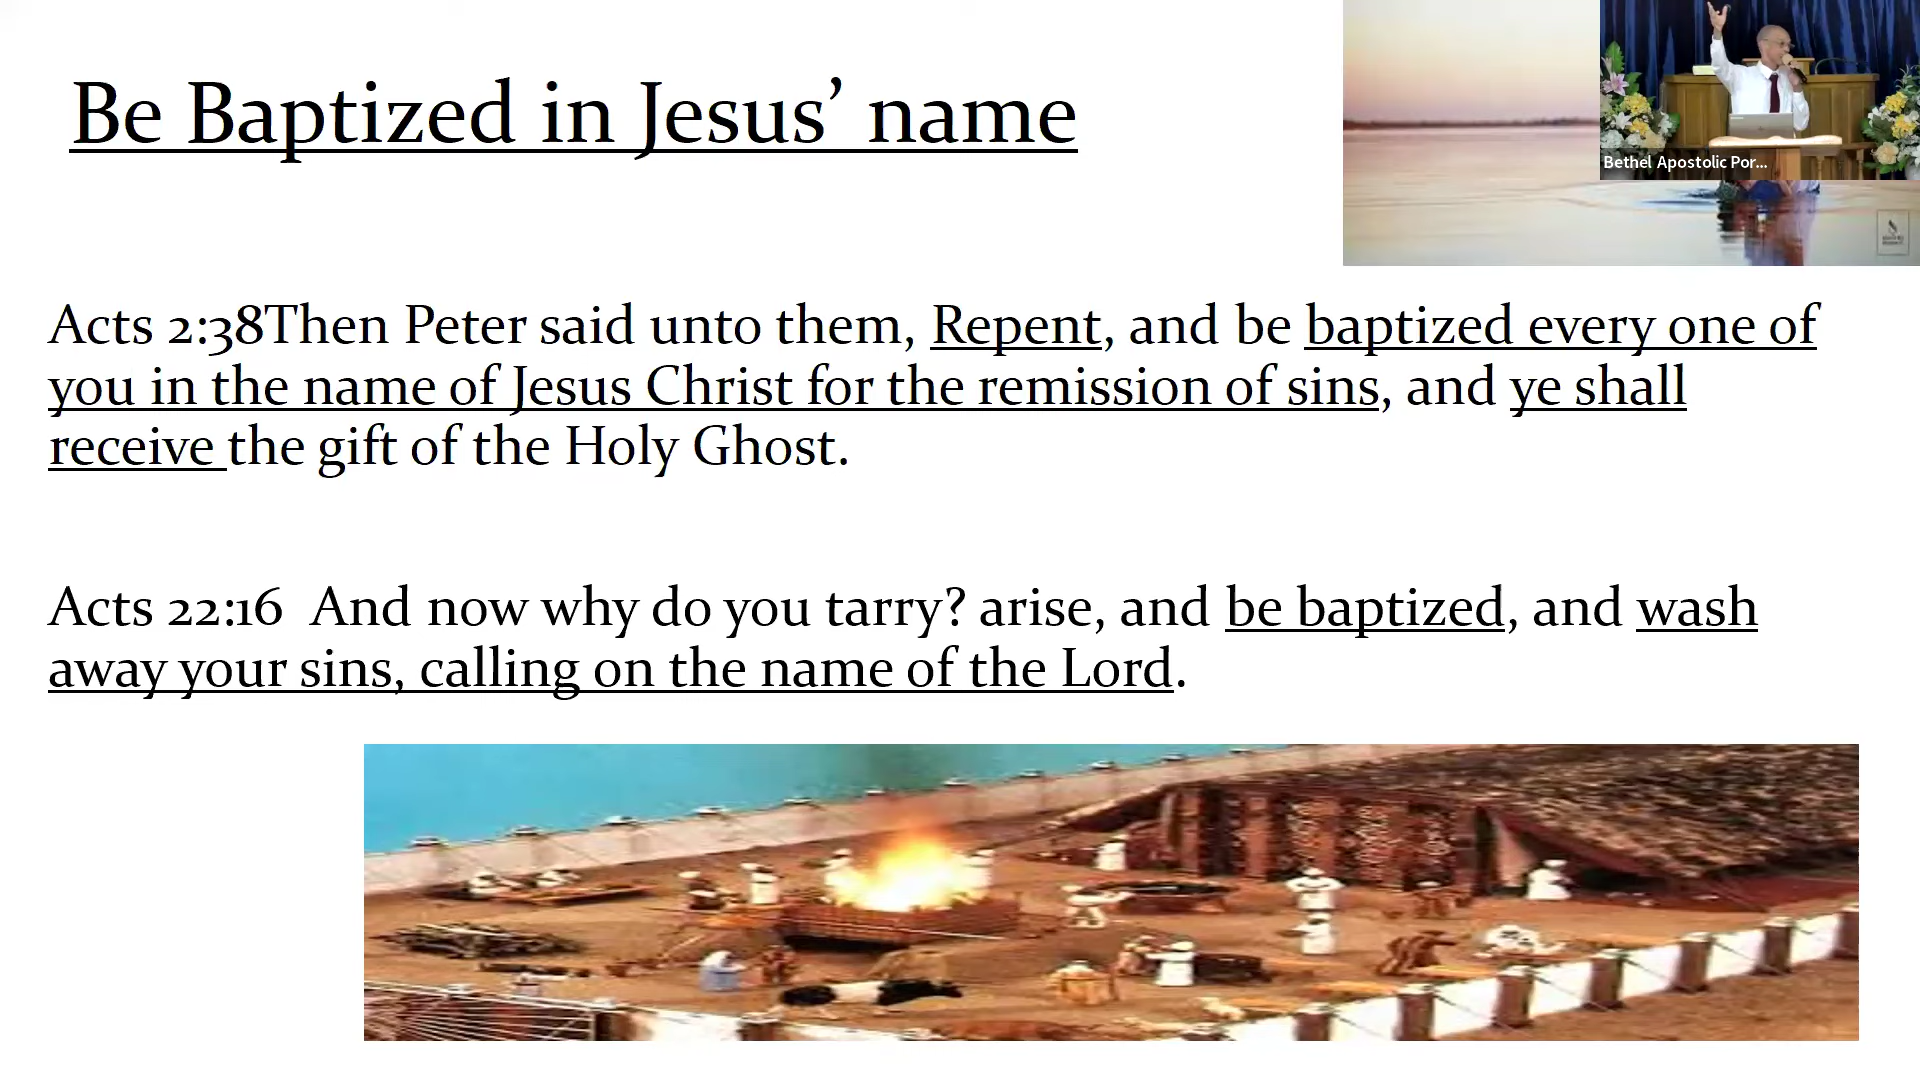 Be Baptized in Jesus’ name
Bethel Apostolic Por...
Acts 2:38Then Peter said unto them, Repent, and be baptized every one of
you in the name of Jesus Christ for the remission of sins, and ye shall
receive the gift of the Holy Ghost.
Acts 22:16  And now why do you tarry? arise, and be baptized, and wash
away your sins, calling on the name of the Lord.